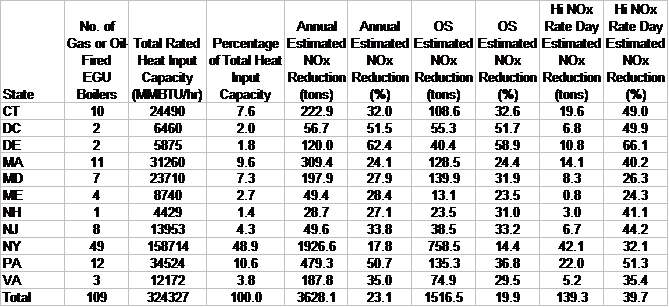 Hi NOx Hi NOx
No. of Annual Annual OS OS Rate Day Rate Day
Gas or Oil- Total Rated Percentage Estimated Estimated Estimated Estimated Estimated Estimated
Fired Heat Input of Total Heat NOx NOx NOx NOx NOx NOx
EGU Capacity Input Reduction Reduction Reduction Reduction Reduction Reduction
State Boilers (MMBTU/hr) Capacity (tons) (%) (tons) (%) (tons) (%)
CT 10 24490 7.6 222.9 32.0 108.6 32.6 19.6 49.0
DC 2 6460 2.0 56.7 51.5 55.3 51.7 6.8 49.9
DE 2 5875 1.8 120.0 62.4 40.4 58.9 10.8 66.1
MA 11 31260 9.6 309.4 24.1 128.5 24.4 14.1 40.2
MD 7 23710 7.3 197.9 27.9 139.9 31.9 8.3 26.3
ME 4 8740 2.7 49.4 28.4 13.1 23.5 0.8 24.3
NH 1 4429 1.4 28.7 27.1 23.5 31.0 3.0 41.1
NJ 8 13953 4.3 49.6 33.8 38.5 33.2 6.7 44.2
NY 49 158714 48.9 1926.6 17.8 758.5 14.4 42.1 32.1
PA 12 34524 10.6 479.3 50.7 135.3 36.8 22.0 51.3
VA 3 12172 3.8 187.8 35.0 74.9 29.5 5.2 35.4
Total 109 324327 100.0 3628.1 23.1 1516.5 19.9 139.3 39.7